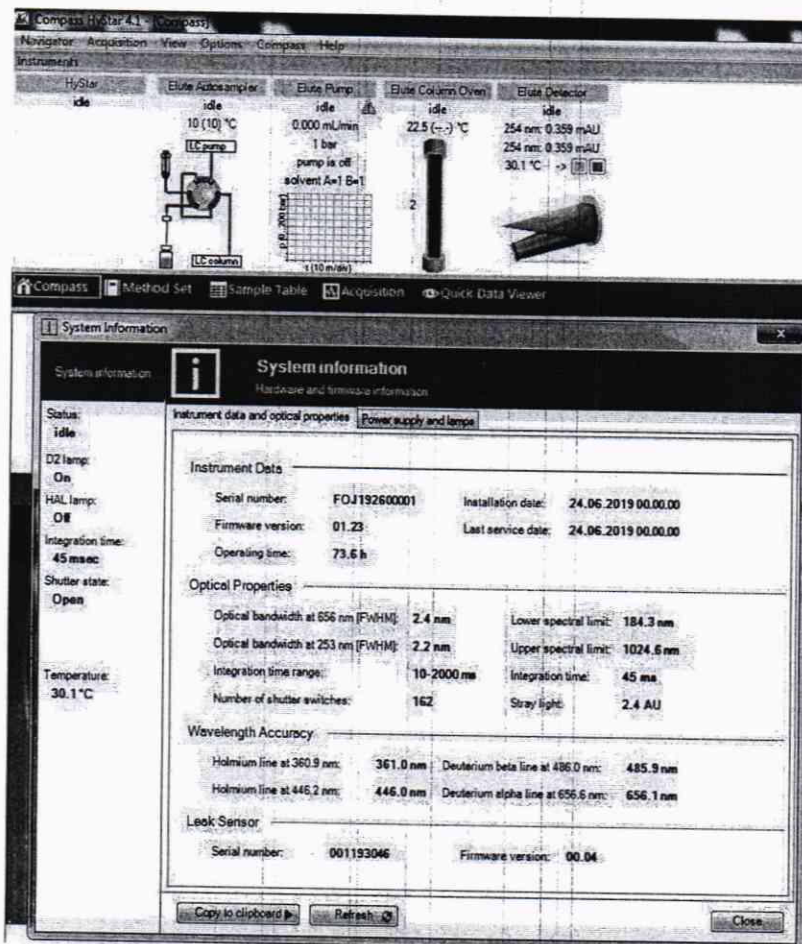 Compass HyStar 4.1 - [Compass]
Navigator Acquisition View Options Compass Help
Instruments
HyStar
idle
Elute Autosampler
idle
10 (10) °C
LC pump
LC column
Elute Pump
idle
0.000 mL/min
1 bar
pump is off
solvent A=1 B=1
p (0..200 bar)
t (10 m/div)
Elute Column Oven
idle
22.5 (--.-) °C
2
Elute Detector
idle
254 nm: 0.359 mAU
254 nm: 0.359 mAU
30.1 °C ->
Compass Method Set Sample Table Acquisition Quick Data Viewer
System Information
System information
Status:
idle
D2 lamp:
On
HAL lamp:
Off
Integration time:
45 msec
Shutter state:
Open
Temperature:
30.1 °C
System information
Hardware and firmware information
Instrument data and optical properties Power supply and lamps
Instrument Data
Serial number: FOJ192600001 Installation date: 24.06.2019 00.00.00
Firmware version: 01.23 Last service date: 24.06.2019 00.00.00
Operating time: 73.6 h
Optical Properties
Optical bandwidth at 656 nm [FWHM]: 2.4 nm Lower spectral limit: 184.3 nm
Optical bandwidth at 253 nm [FWHM]: 2.2 nm Upper spectral limit: 1024.6 nm
Integration time range: 10-2000 ms Integration time: 45 ms
Number of shutter switches: 162 Stray light: 2.4 AU
Wavelength Accuracy
Holmium line at 360.9 nm: 361.0 nm Deuterium beta line at 486.0 nm: 485.9 nm
Holmium line at 446.2 nm: 446.0 nm Deuterium alpha line at 656.6 nm: 656.1 nm
Leak Sensor
Serial number: 001193046 Firmware version: 00.04
Copy to clipboard Refresh Close